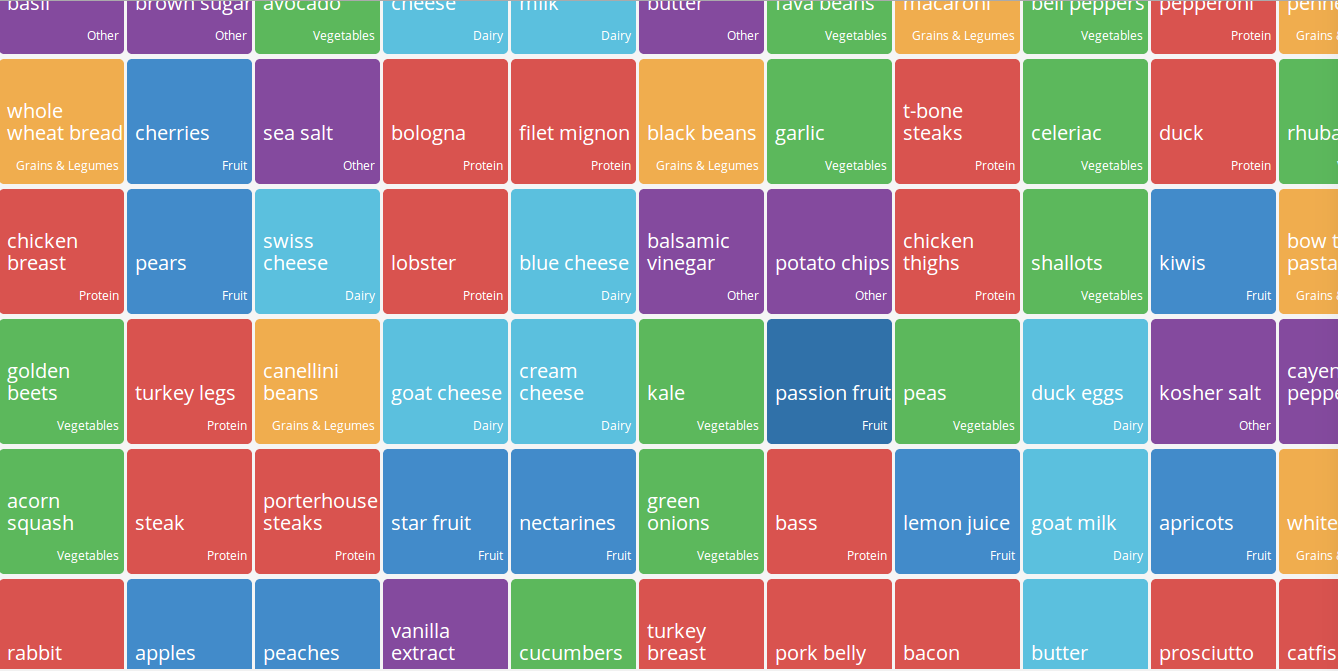 basil
brown sugar
avocado
cheese
milk
butter
fava beans
macaroni
bell peppers
pepperoni
penne
Other
Other
Vegetables
Dairy
Dairy
Other
Vegetables
Grains & Legumes
Vegetables
Protein
Grains
whole
wheat bread
Grains & Legumes
cherries
Fruit
sea salt
Other
bologna
Protein
filet mignon
Protein
black beans
Grains & Legumes
garlic
Vegetables
t-bone
steaks
Protein
celeriac
Vegetables
duck
Protein
rhuba
chicken
breast
Protein
pears
Fruit
swiss
cheese
Dairy
lobster
Protein
blue cheese
Dairy
balsamic
vinegar
Other
potato chips
Other
chicken
thighs
Protein
shallots
Vegetables
kiwis
Fruit
bow t
pasta
Grains
golden
beets
Vegetables
turkey legs
Protein
canellini
beans
Grains & Legumes
goat cheese
Dairy
cream
cheese
Dairy
kale
Vegetables
passion fruit
Fruit
peas
Vegetables
duck eggs
Dairy
kosher salt
Other
cayen
peppe
acorn
squash
Vegetables
steak
Protein
porterhouse
steaks
Protein
star fruit
Fruit
nectarines
Fruit
green
onions
Vegetables
bass
Protein
lemon juice
Fruit
goat milk
Dairy
apricots
Fruit
white
Grains
rabbit
apples
peaches
vanilla
extract
cucumbers
turkey
breast
pork belly
bacon
butter
prosciutto
catfis